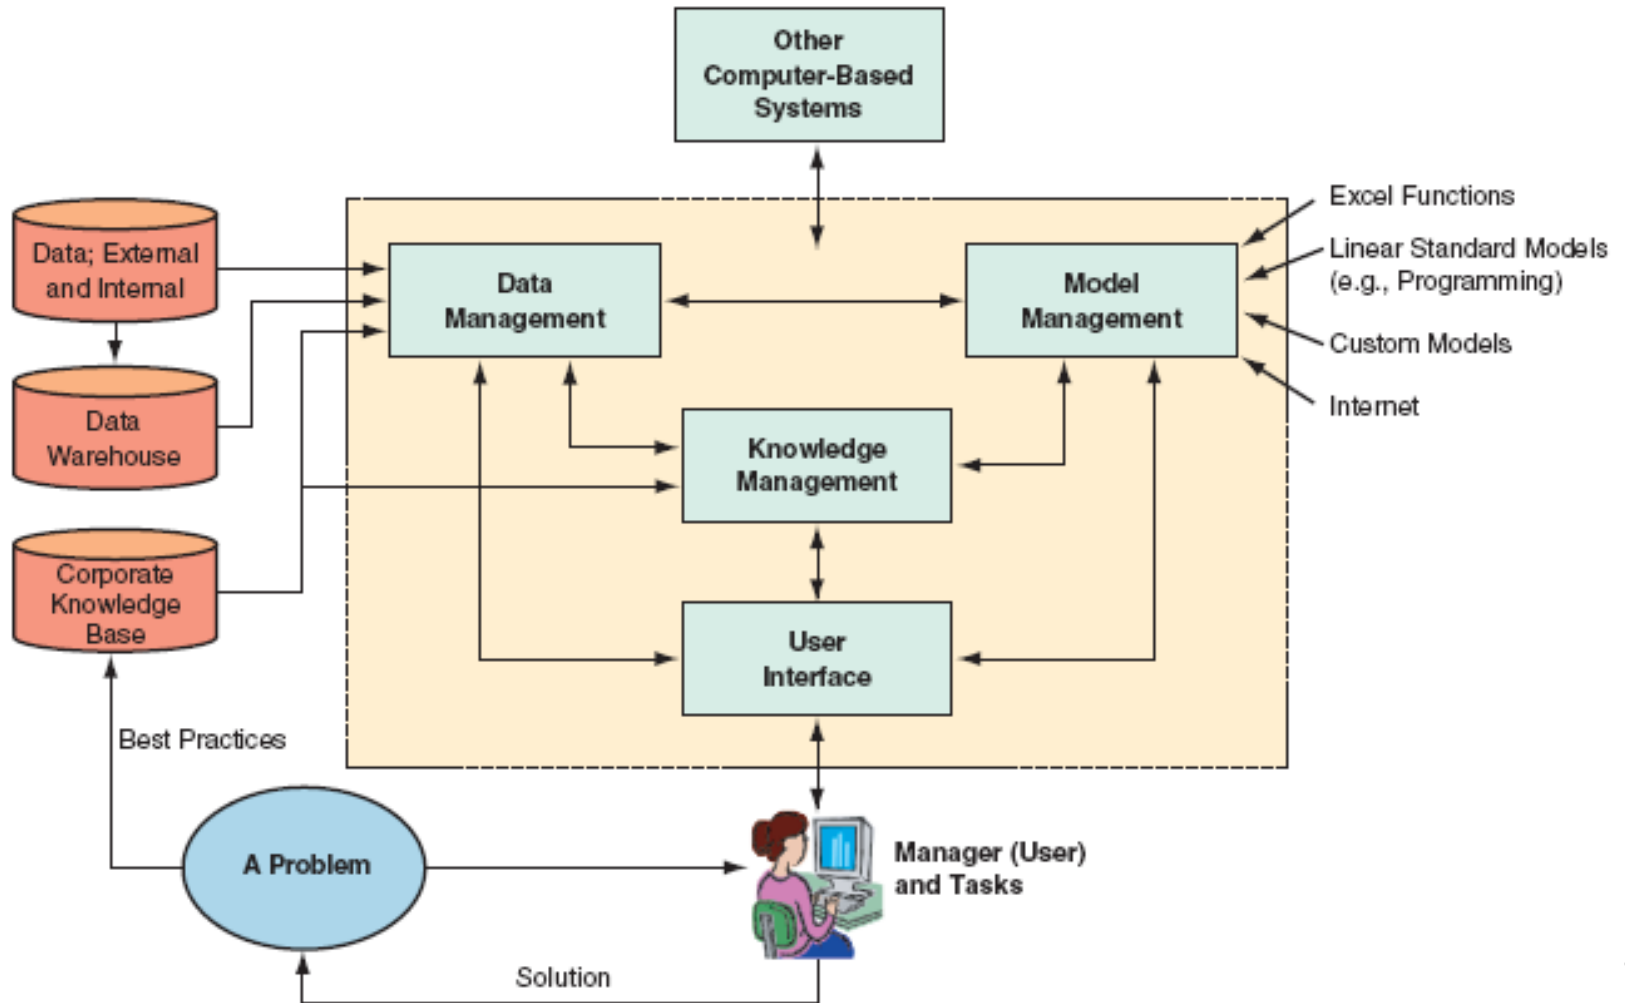 Other
Computer-Based
Systems
Data; External
and Internal
Data
Management
Model
Management
Excel Functions
Linear Standard Models
(e.g., Programming)
Custom Models
Internet
Data
Warehouse
Knowledge
Management
Corporate
Knowledge
Base
User
Interface
Best Practices
A Problem
Manager (User)
and Tasks
Solution